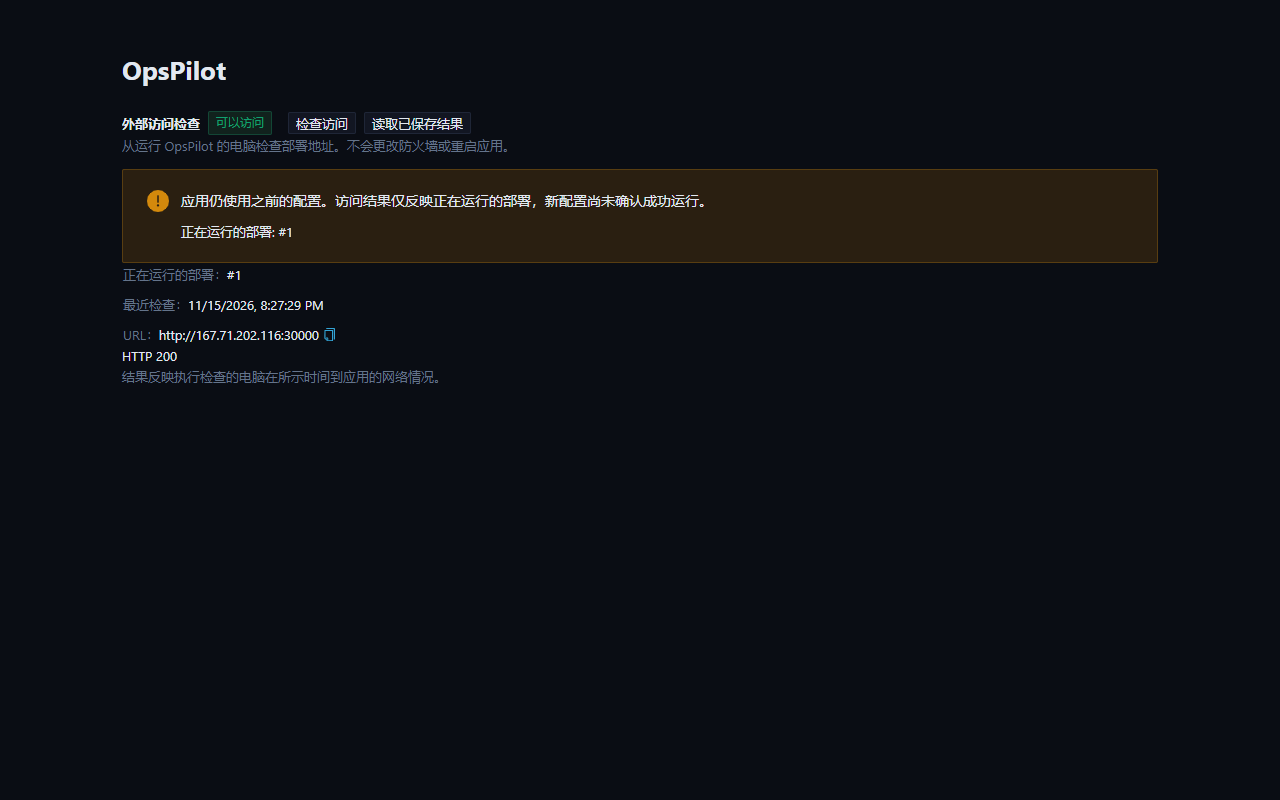 OpsPilot
外部访问检查 可以访问 检查访问 读取已保存结果
从运行 OpsPilot 的电脑检查部署地址。不会更改防火墙或重启应用。
应用仍使用之前的配置。访问结果仅反映正在运行的部署，新配置尚未确认成功运行。
正在运行的部署: #1
正在运行的部署： #1
最近检查： 11/15/2026, 8:27:29 PM
URL： http://167.71.202.116:30000
HTTP 200
结果反映执行检查的电脑在所示时间到应用的网络情况。